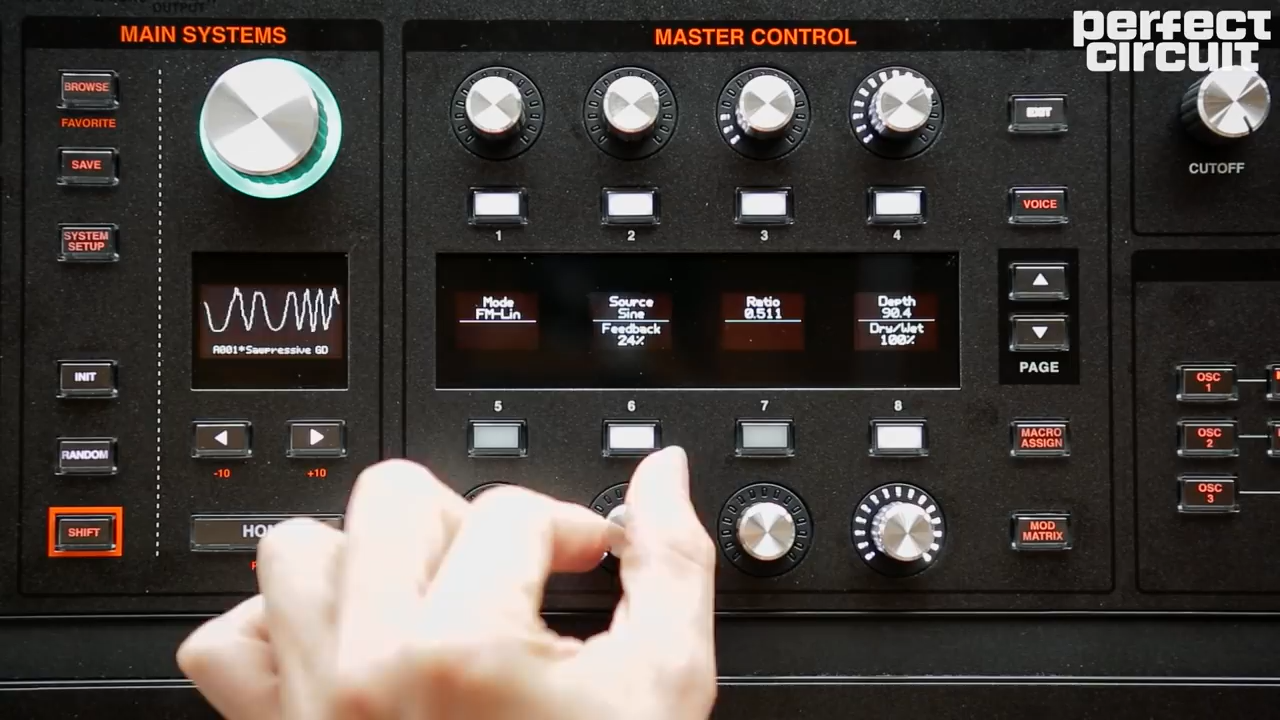 OUTPUT
MAIN SYSTEMS
MASTER CONTROL
perfect
circuit
BROWSE
FAVORITE
SAVE
SYSTEM
SETUP
INIT
RANDOM
SHIFT
A001*Sawpressive GD
-10
+10
1
2
3
4
EXIT
VOICE
CUTOFF
Mode
FM-Lin
Source
Sine
Feedback
24%
Ratio
0.511
Depth
90.4
Dry/Wet
100%
PAGE
5
6
7
8
MACRO
ASSIGN
MOD
MATRIX
OSC
1
OSC
2
OSC
3